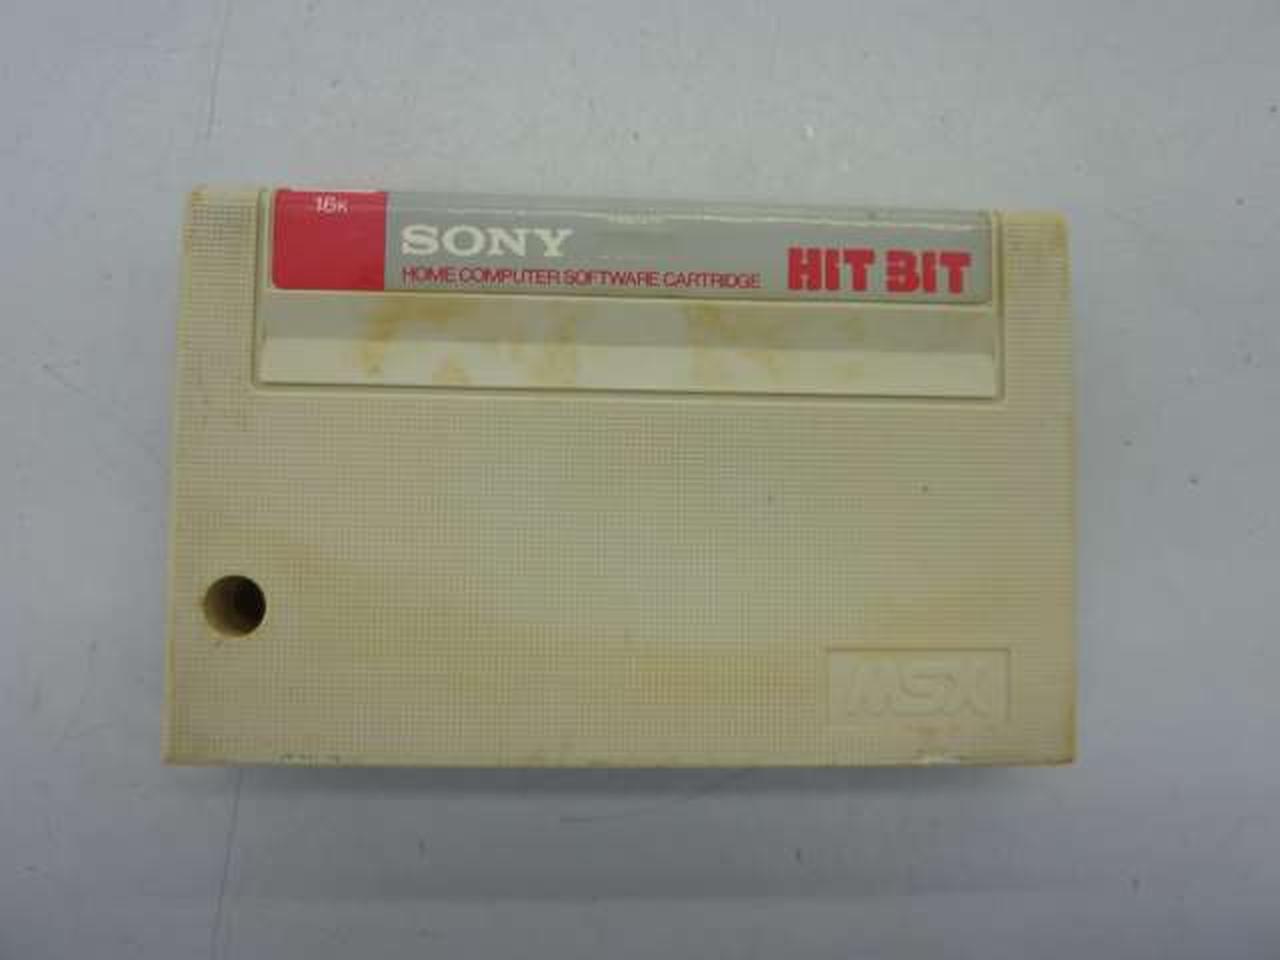 16K
SONY
HOME COMPUTER SOFTWARE CARTRIDGE
HIT BIT
MSX